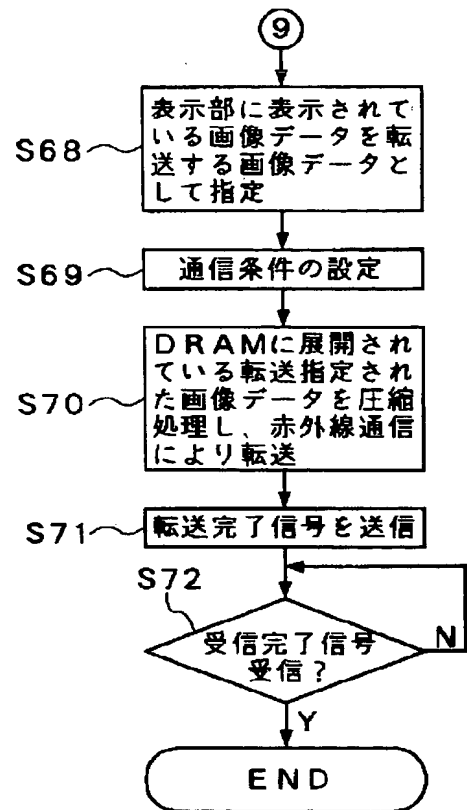 9
S68
表示部に表示されて
いる画像データを転
送する画像データと
して指定
S69
通信条件の設定
S70
DRAMに展開され
ている転送指定され
た画像データを圧縮
処理し、赤外線通信
により転送
S71
転送完了信号を送信
S72
受信完了信号
受信?
N
Y
END